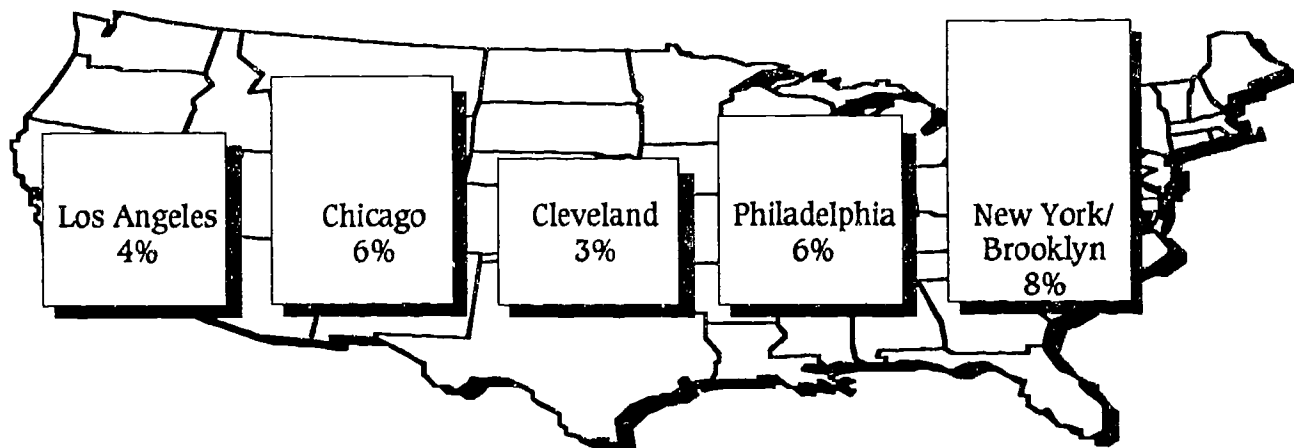 Los Angeles
4%
Chicago
6%
Cleveland
3%
Philadelphia
6%
New York/
Brooklyn
8%